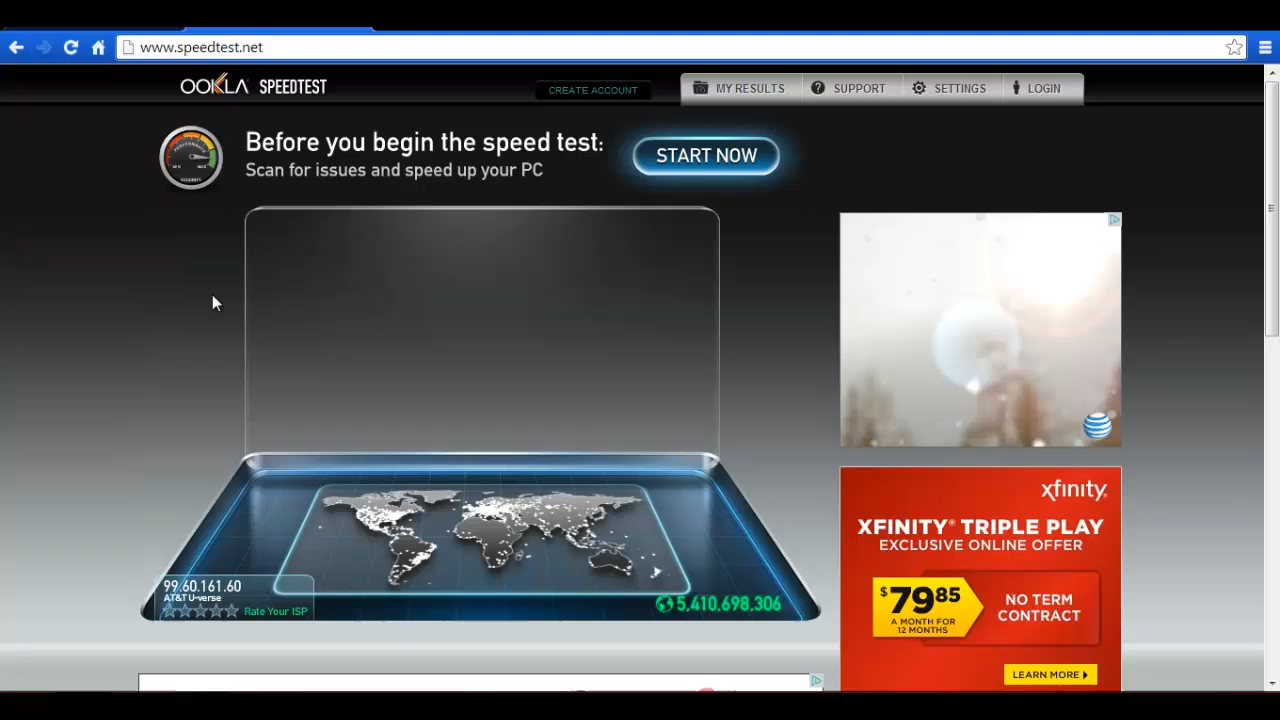 www.speedtest.net
OOKLA SPEEDTEST
CREATE ACCOUNT
MY RESULTS
SUPPORT
SETTINGS
LOGIN
Before you begin the speed test:
Scan for issues and speed up your PC
START NOW
99.60.161.60
AT&T U-verse
Rate Your ISP
5,410,698,306
xfinity
XFINITY® TRIPLE PLAY
EXCLUSIVE ONLINE OFFER
$79.85
A MONTH FOR
12 MONTHS
NO TERM
CONTRACT
LEARN MORE